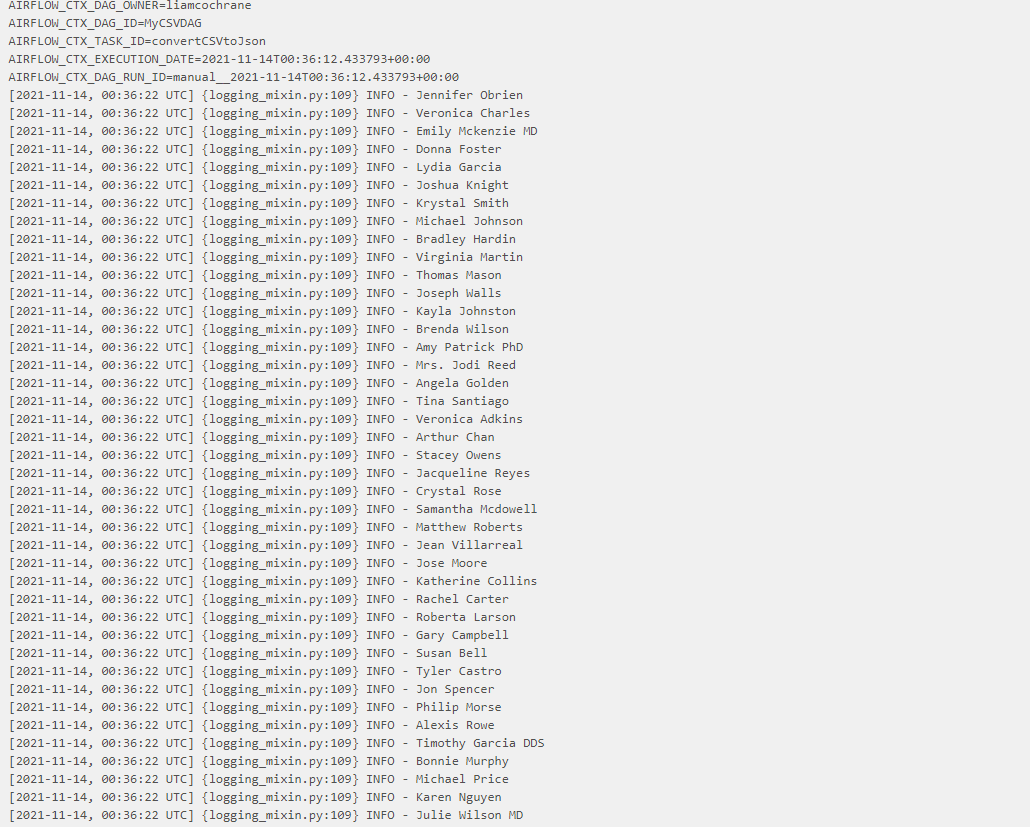 AIRFLOW_CTX_DAG_OWNER=liamcochrane
AIRFLOW_CTX_DAG_ID=MyCSVDAG
AIRFLOW_CTX_TASK_ID=convertCSVtoJson
AIRFLOW_CTX_EXECUTION_DATE=2021-11-14T00:36:12.433793+00:00
AIRFLOW_CTX_DAG_RUN_ID=manual__2021-11-14T00:36:12.433793+00:00
[2021-11-14, 00:36:22 UTC] {logging_mixin.py:109} INFO - Jennifer Obrien
[2021-11-14, 00:36:22 UTC] {logging_mixin.py:109} INFO - Veronica Charles
[2021-11-14, 00:36:22 UTC] {logging_mixin.py:109} INFO - Emily Mckenzie MD
[2021-11-14, 00:36:22 UTC] {logging_mixin.py:109} INFO - Donna Foster
[2021-11-14, 00:36:22 UTC] {logging_mixin.py:109} INFO - Lydia Garcia
[2021-11-14, 00:36:22 UTC] {logging_mixin.py:109} INFO - Joshua Knight
[2021-11-14, 00:36:22 UTC] {logging_mixin.py:109} INFO - Krystal Smith
[2021-11-14, 00:36:22 UTC] {logging_mixin.py:109} INFO - Michael Johnson
[2021-11-14, 00:36:22 UTC] {logging_mixin.py:109} INFO - Bradley Hardin
[2021-11-14, 00:36:22 UTC] {logging_mixin.py:109} INFO - Virginia Martin
[2021-11-14, 00:36:22 UTC] {logging_mixin.py:109} INFO - Thomas Mason
[2021-11-14, 00:36:22 UTC] {logging_mixin.py:109} INFO - Joseph Walls
[2021-11-14, 00:36:22 UTC] {logging_mixin.py:109} INFO - Kayla Johnston
[2021-11-14, 00:36:22 UTC] {logging_mixin.py:109} INFO - Brenda Wilson
[2021-11-14, 00:36:22 UTC] {logging_mixin.py:109} INFO - Amy Patrick PhD
[2021-11-14, 00:36:22 UTC] {logging_mixin.py:109} INFO - Mrs. Jodi Reed
[2021-11-14, 00:36:22 UTC] {logging_mixin.py:109} INFO - Angela Golden
[2021-11-14, 00:36:22 UTC] {logging_mixin.py:109} INFO - Tina Santiago
[2021-11-14, 00:36:22 UTC] {logging_mixin.py:109} INFO - Veronica Adkins
[2021-11-14, 00:36:22 UTC] {logging_mixin.py:109} INFO - Arthur Chan
[2021-11-14, 00:36:22 UTC] {logging_mixin.py:109} INFO - Stacey Owens
[2021-11-14, 00:36:22 UTC] {logging_mixin.py:109} INFO - Jacqueline Reyes
[2021-11-14, 00:36:22 UTC] {logging_mixin.py:109} INFO - Crystal Rose
[2021-11-14, 00:36:22 UTC] {logging_mixin.py:109} INFO - Samantha Mcdowell
[2021-11-14, 00:36:22 UTC] {logging_mixin.py:109} INFO - Matthew Roberts
[2021-11-14, 00:36:22 UTC] {logging_mixin.py:109} INFO - Jean Villarreal
[2021-11-14, 00:36:22 UTC] {logging_mixin.py:109} INFO - Jose Moore
[2021-11-14, 00:36:22 UTC] {logging_mixin.py:109} INFO - Katherine Collins
[2021-11-14, 00:36:22 UTC] {logging_mixin.py:109} INFO - Rachel Carter
[2021-11-14, 00:36:22 UTC] {logging_mixin.py:109} INFO - Roberta Larson
[2021-11-14, 00:36:22 UTC] {logging_mixin.py:109} INFO - Gary Campbell
[2021-11-14, 00:36:22 UTC] {logging_mixin.py:109} INFO - Susan Bell
[2021-11-14, 00:36:22 UTC] {logging_mixin.py:109} INFO - Tyler Castro
[2021-11-14, 00:36:22 UTC] {logging_mixin.py:109} INFO - Jon Spencer
[2021-11-14, 00:36:22 UTC] {logging_mixin.py:109} INFO - Philip Morse
[2021-11-14, 00:36:22 UTC] {logging_mixin.py:109} INFO - Alexis Rowe
[2021-11-14, 00:36:22 UTC] {logging_mixin.py:109} INFO - Timothy Garcia DDS
[2021-11-14, 00:36:22 UTC] {logging_mixin.py:109} INFO - Bonnie Murphy
[2021-11-14, 00:36:22 UTC] {logging_mixin.py:109} INFO - Michael Price
[2021-11-14, 00:36:22 UTC] {logging_mixin.py:109} INFO - Karen Nguyen
[2021-11-14, 00:36:22 UTC] {logging_mixin.py:109} INFO - Julie Wilson MD